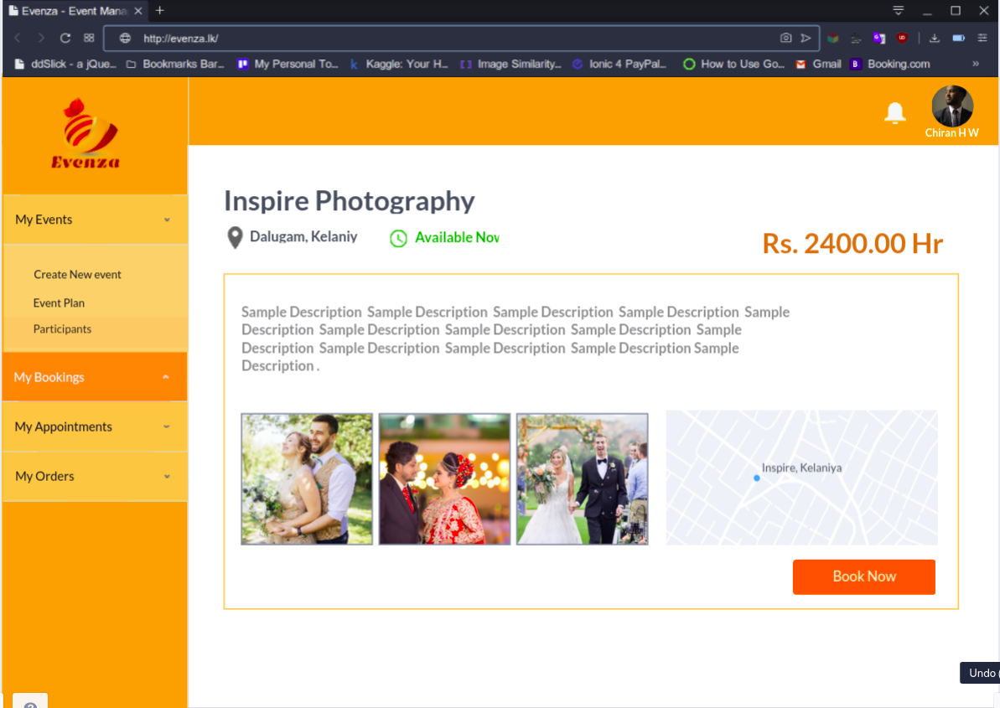 Evenza - Event Mana
http://evenza.lk/
ddSlick - a jQue...
Bookmarks Bar...
My Personal To...
k
Kaggle: Your H...
Image Similarity...
Ionic 4 PayPal...
How to Use Go...
Gmail
B
Booking.com
»
Evenza
Chiran H W
My Events
Create New event
Event Plan
Participants
My Bookings
My Appointments
My Orders
Inspire Photography
Dalugam, Kelaniy
Available Nov
Rs. 2400.00 Hr
Sample Description Sample Description Sample Description Sample Description Sample
Description Sample Description Sample Description Sample Description Sample
Description Sample Description Sample Description Sample Description Sample
Description .
Inspire, Kelaniya
Book Now
Undo (
?